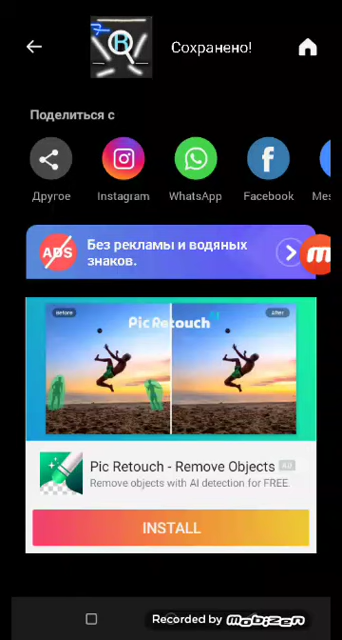 Сохранено!
Поделиться с
Другое
Instagram
WhatsApp
Facebook
Mes
ADS
Без рекламы и водяных
знаков.
Before
After
Pic Retouch
Pic Retouch - Remove Objects AD
Remove objects with AI detection for FREE.
INSTALL
Recorded by mobizen